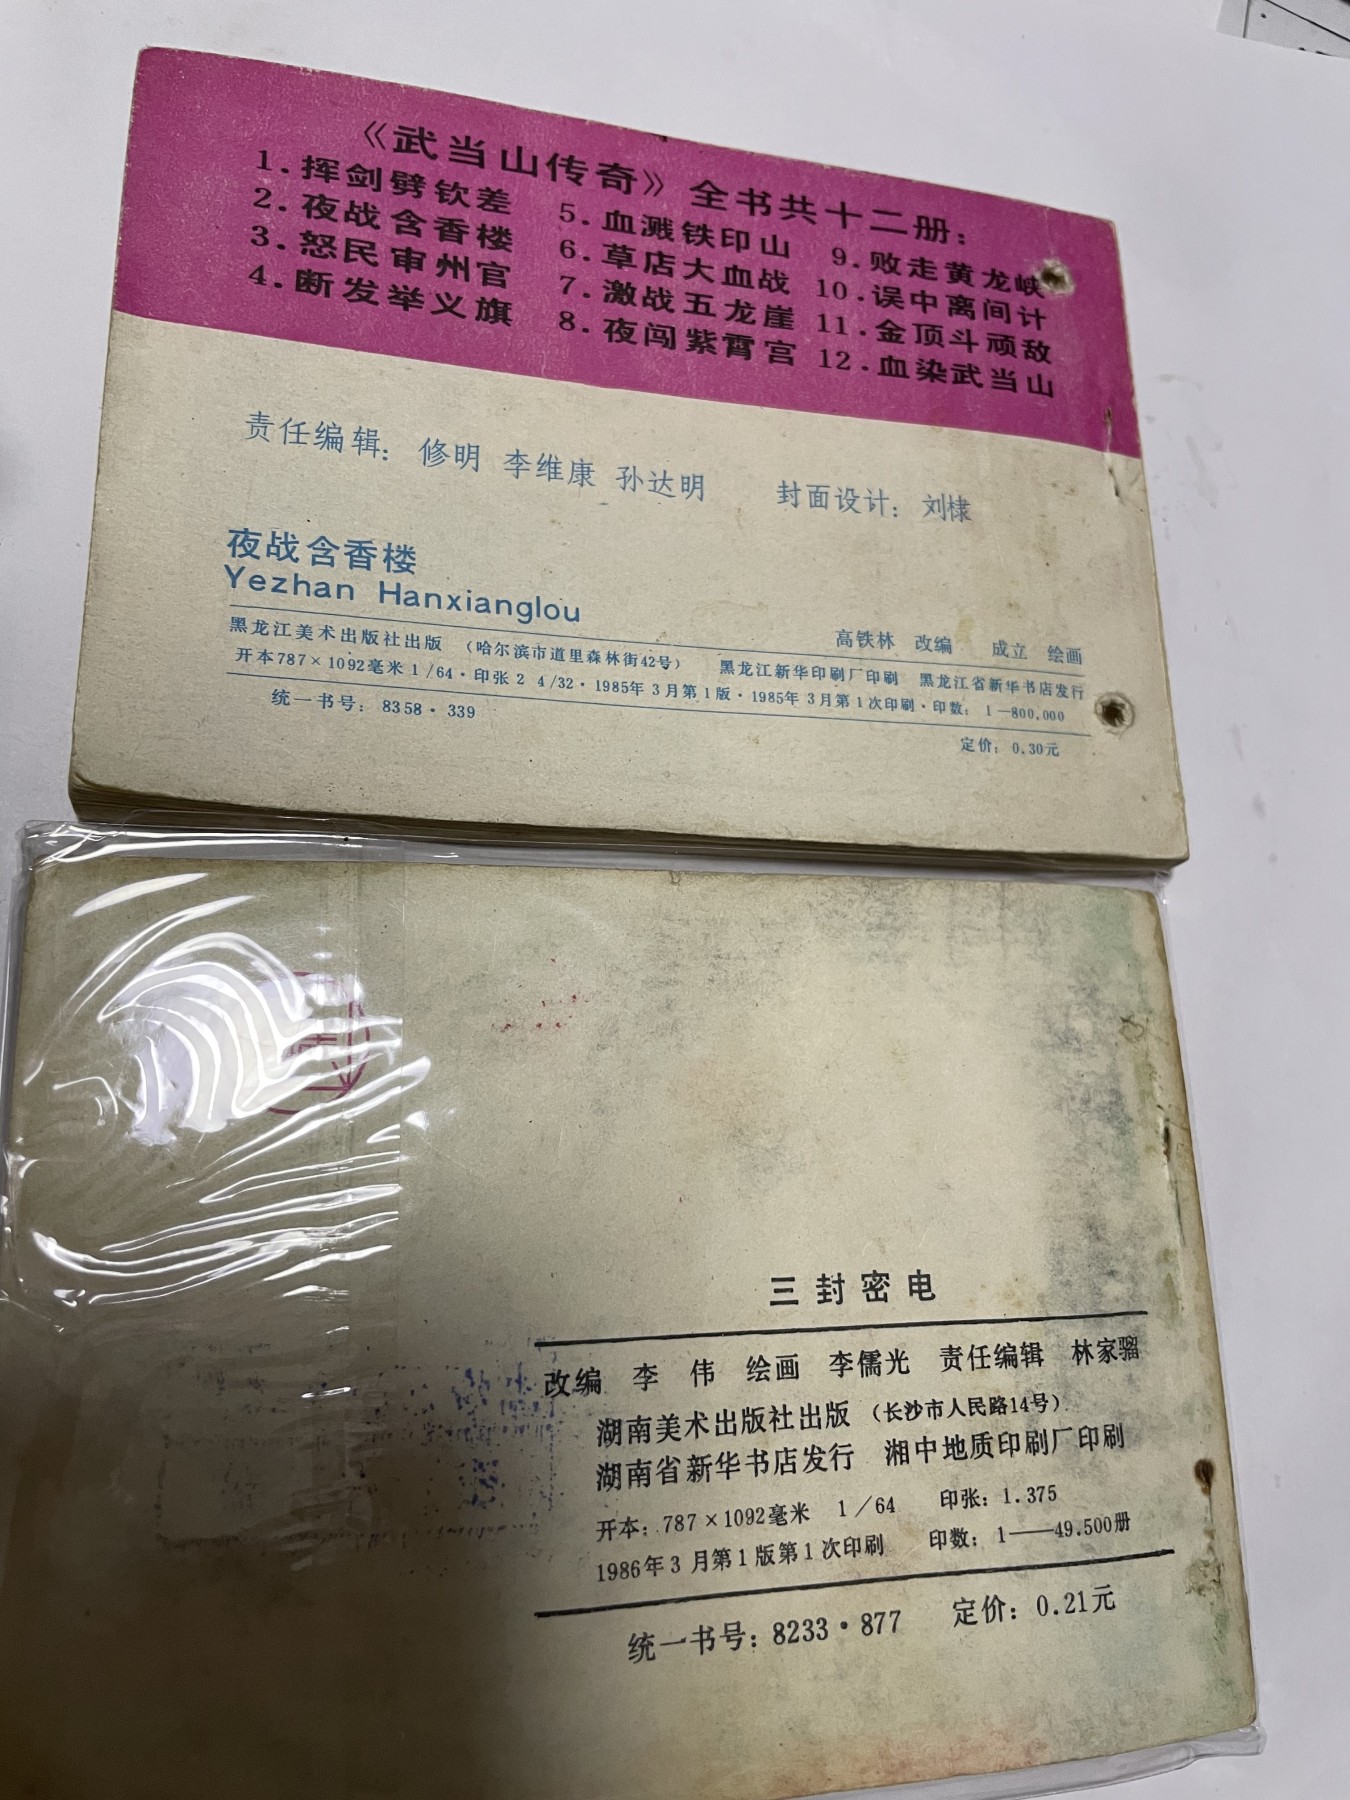 《武当山传奇》全书共十二册：
1．挥剑劈钦差 5．血溅铁印山 9．败走黄龙峡
2．夜战含香楼 6．草店大血战 10．误中离间计
3．怒民审州官 7．激战五龙崖 11．金顶斗顽敌
4．断发举义旗 8．夜闯紫霄宫 12．血染武当山
责任编辑：修明 李维康 孙达明 封面设计：刘棣
夜战含香楼
Yezhan Hanxianglou
高铁林 改编 成立 绘画
黑龙江美术出版社出版 （哈尔滨市道里森林街42号） 黑龙江新华印刷厂印刷 黑龙江省新华书店发行
开本787×1092毫米 1/64·印张 2 4/32·1985年3月第1版·1985年3月第1次印刷·印数：1—800,000
统一书号：8358·339
定价：0.30元
三封密电
改编 李伟 绘画 李儒光 责任编辑 林家骝
湖南美术出版社出版（长沙市人民路14号）
湖南省新华书店发行 湘中地质印刷厂印刷
开本：787×1092毫米 1/64 印张：1.375
1986年3月第1版第1次印刷 印数：1——49.500册
统一书号：8233·877 定价：0.21元